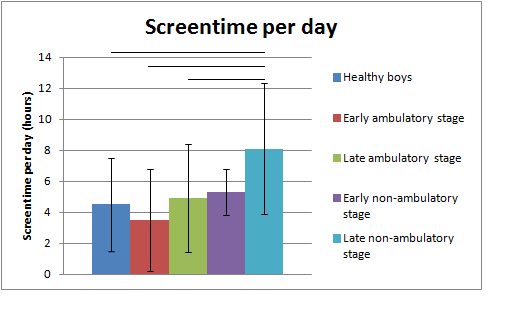 Screentime per day
14
12
10
8
6
4
2
0
Screentime per day (hours)
Healthy boys
Early ambulatory stage
Late ambulatory stage
Early non-ambulatory
stage
Late non-ambulatory
stage